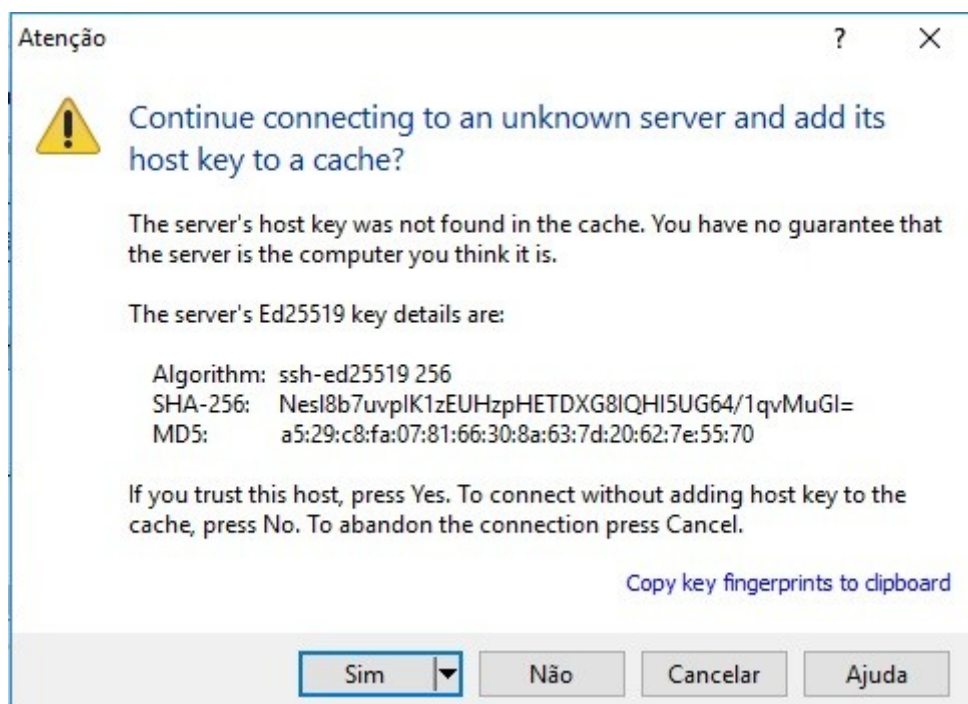 Atenção ?
Continue connecting to an unknown server and add its
host key to a cache?
The server's host key was not found in the cache. You have no guarantee that
the server is the computer you think it is.
The server's Ed25519 key details are:
Algorithm: ssh-ed25519 256
SHA-256: NesI8b7uvpIK1zEUHzpHETDXG8IQHI5UG64/1qvMuGI=
MD5: a5:29:c8:fa:07:81:66:30:8a:63:7d:20:62:7e:55:70
If you trust this host, press Yes. To connect without adding host key to the
cache, press No. To abandon the connection press Cancel.
Copy key fingerprints to clipboard
Sim Não Cancelar Ajuda